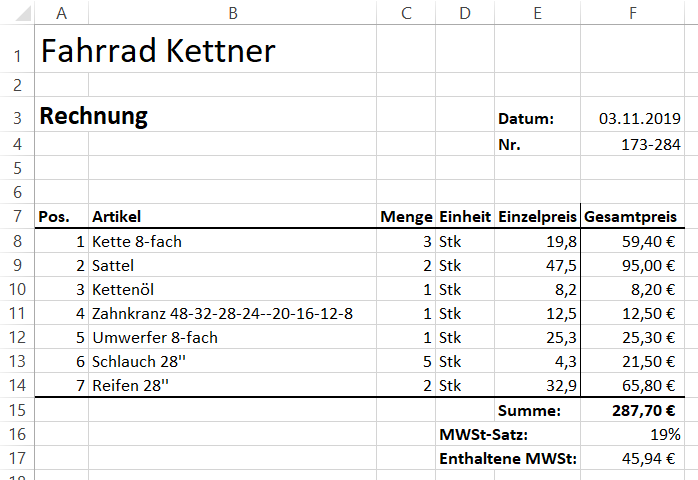 A B C D E F
1 Fahrrad Kettner
2
3 Rechnung Datum: 03.11.2019
4 Nr. 173-284
5
6
7 Pos. Artikel Menge Einheit Einzelpreis Gesamtpreis
8 1 Kette 8-fach 3 Stk 19,8 59,40 €
9 2 Sattel 2 Stk 47,5 95,00 €
10 3 Kettenöl 1 Stk 8,2 8,20 €
11 4 Zahnkranz 48-32-28-24--20-16-12-8 1 Stk 12,5 12,50 €
12 5 Umwerfer 8-fach 1 Stk 25,3 25,30 €
13 6 Schlauch 28" 5 Stk 4,3 21,50 €
14 7 Reifen 28" 2 Stk 32,9 65,80 €
15 Summe: 287,70 €
16 MWSt-Satz: 19%
17 Enthaltene MWSt: 45,94 €
18